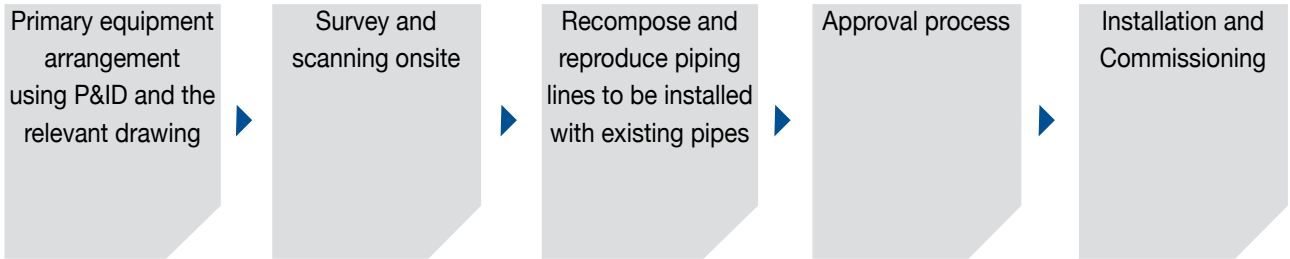 Primary equipment
arrangement
using P&ID and the
relevant drawing
Survey and
scanning onsite
Recompose and
reproduce piping
lines to be installed
with existing pipes
Approval process
Installation and
Commissioning